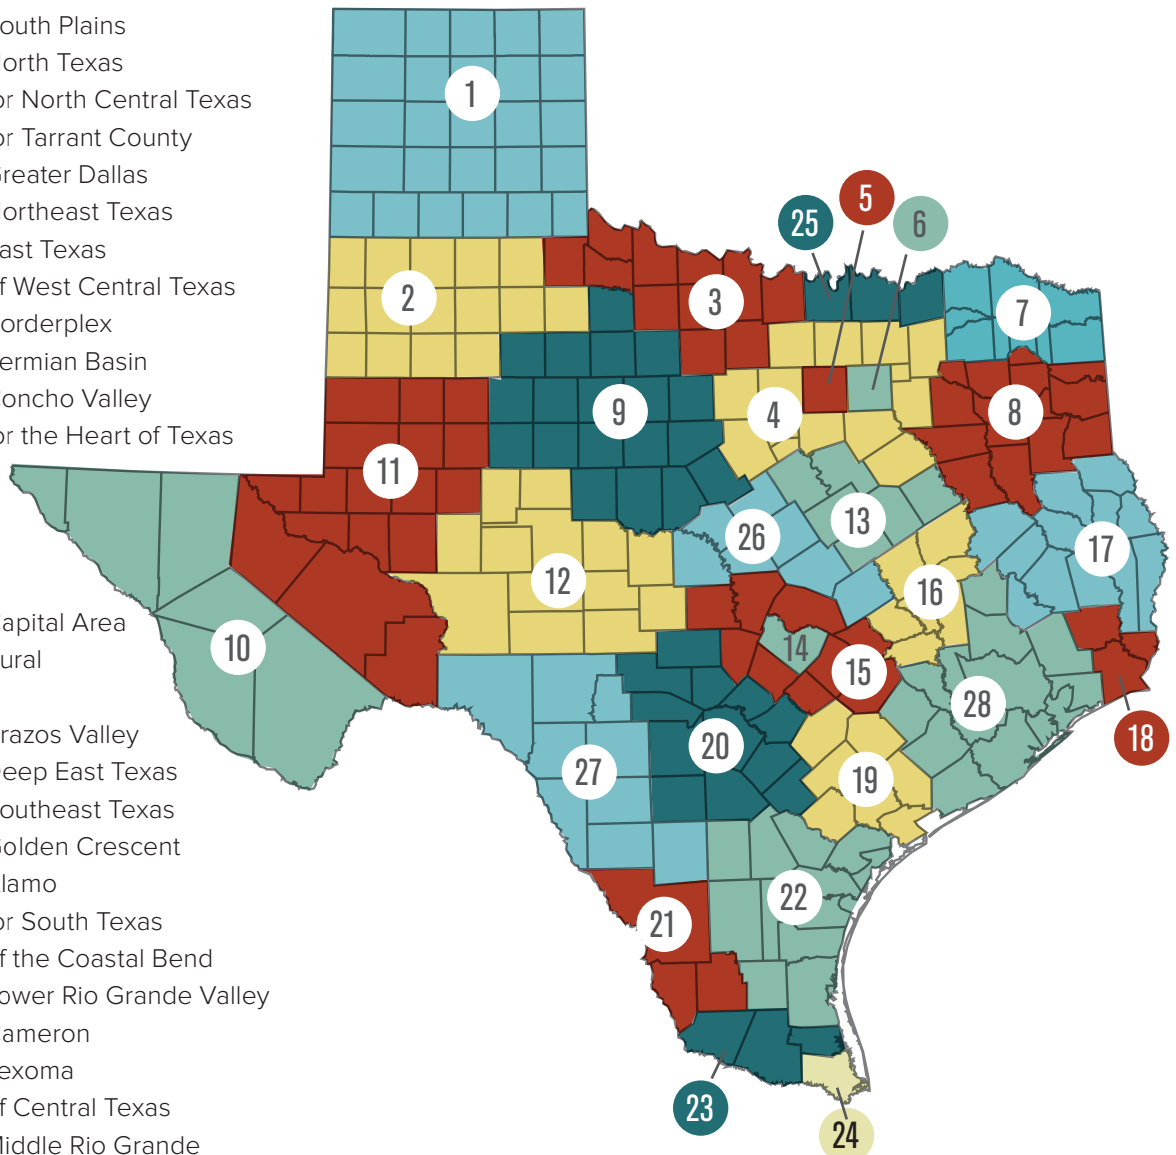 outh Plains
orth Texas
or North Central Texas
or Tarrant County
reater Dallas
ortheast Texas
ast Texas
f West Central Texas
orderplex
ermian Basin
oncho Valley
or the Heart of Texas
apital Area
ural
razos Valley
eep East Texas
outheast Texas
olden Crescent
lamo
or South Texas
f the Coastal Bend
ower Rio Grande Valley
ameron
exoma
f Central Texas
iddle Rio Grande
1
5
25
6
2
3
7
9
4
8
11
13
26
17
12
16
10
14
15
28
20
18
27
19
22
21
23
24